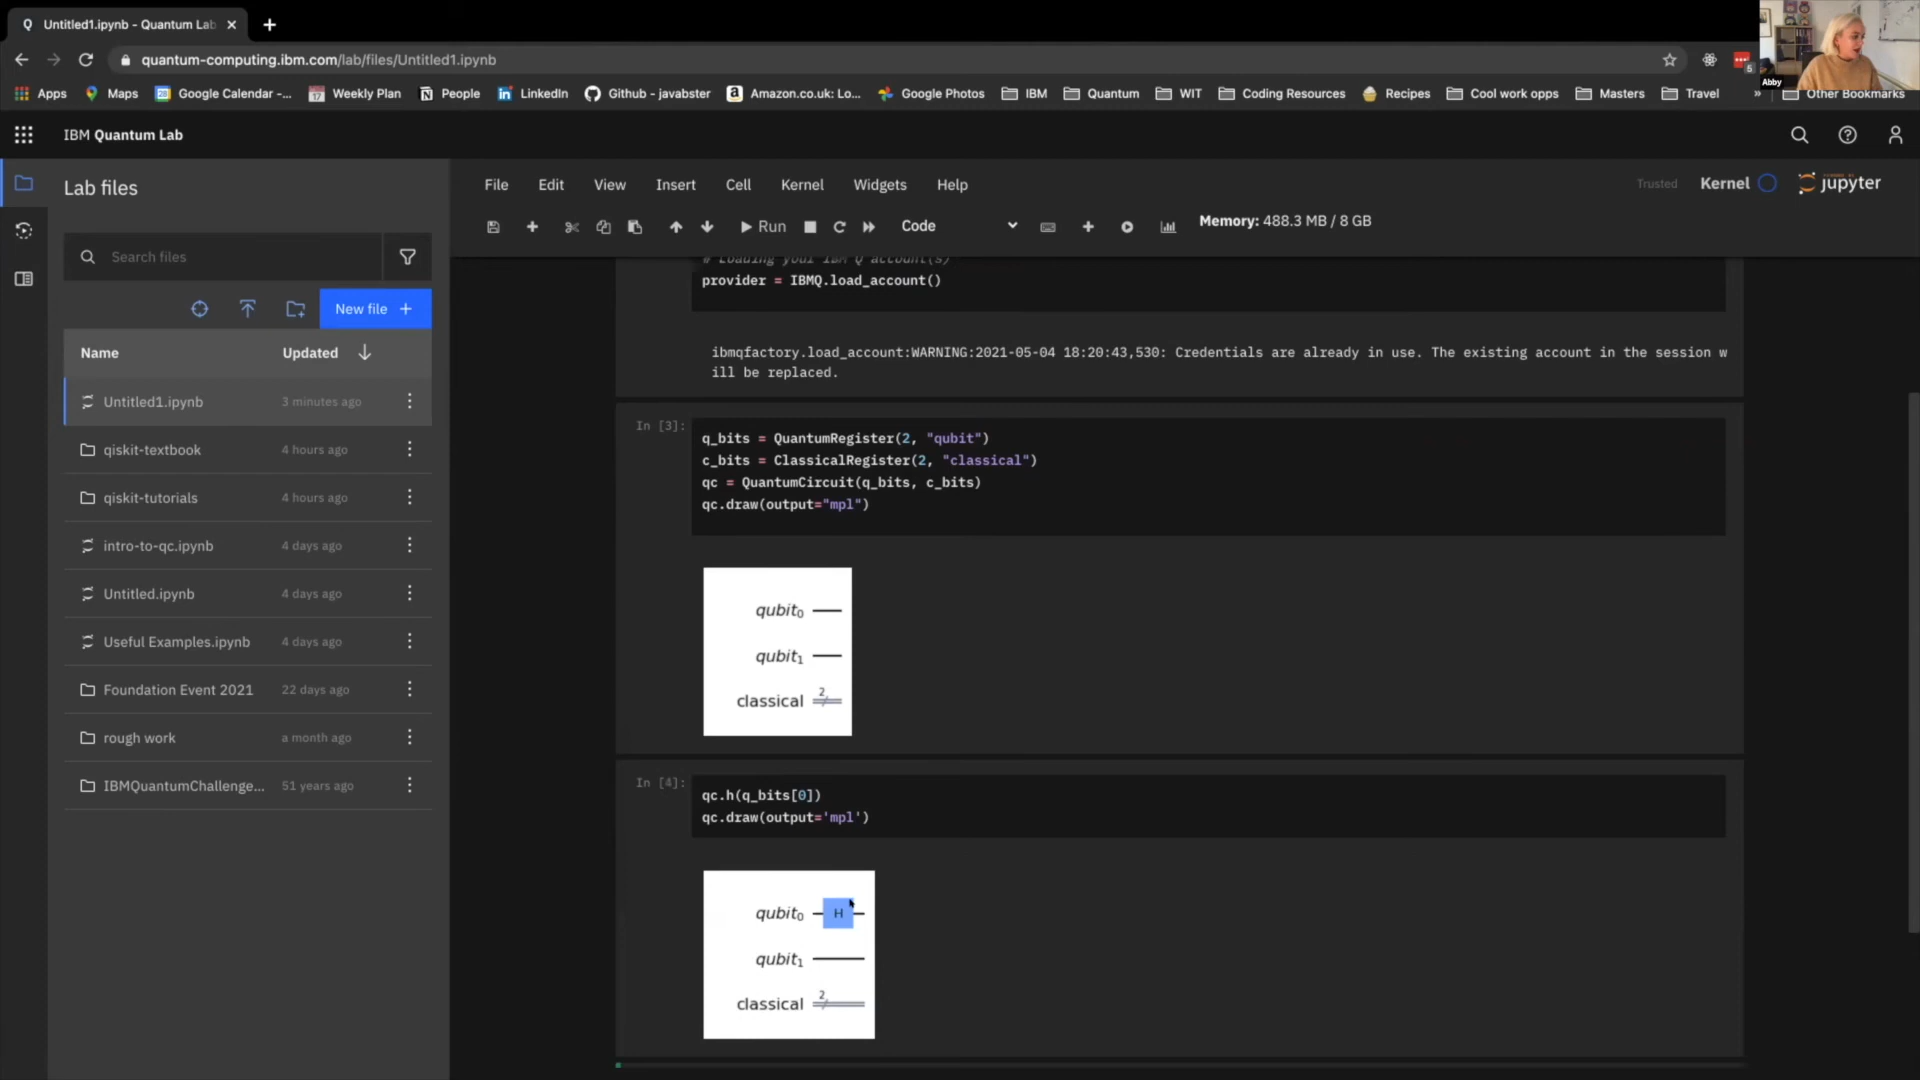 Untitled1.ipynb - Quantum Lab
quantum-computing.ibm.com/lab/files/Untitled1.ipynb
5
Abby
Apps Maps Google Calendar -... Weekly Plan People LinkedIn Github - javabster Amazon.co.uk: Lo... Google Photos IBM Quantum WIT Coding Resources Recipes Cool work opps Masters Travel » Other Bookmarks
IBM Quantum Lab
Lab files
File Edit View Insert Cell Kernel Widgets Help
Trusted Kernel jupyter
Run Code Memory: 488.3 MB / 8 GB
Search files
New file +
Name Updated
Untitled1.ipynb 3 minutes ago
qiskit-textbook 4 hours ago
qiskit-tutorials 4 hours ago
intro-to-qc.ipynb 4 days ago
Untitled.ipynb 4 days ago
Useful Examples.ipynb 4 days ago
Foundation Event 2021 22 days ago
rough work a month ago
IBMQuantumChallenge... 51 years ago
# Loading your IBM Q account(s)
provider = IBMQ.load_account()
ibmqfactory.load_account:WARNING:2021-05-04 18:20:43,530: Credentials are already in use. The existing account in the session w
ill be replaced.
In [3]:
q_bits = QuantumRegister(2, "qubit")
c_bits = ClassicalRegister(2, "classical")
qc = QuantumCircuit(q_bits, c_bits)
qc.draw(output="mpl")
qubit₀
qubit₁
classical 2
In [4]:
qc.h(q_bits[0])
qc.draw(output='mpl')
qubit₀ H
qubit₁
classical 2